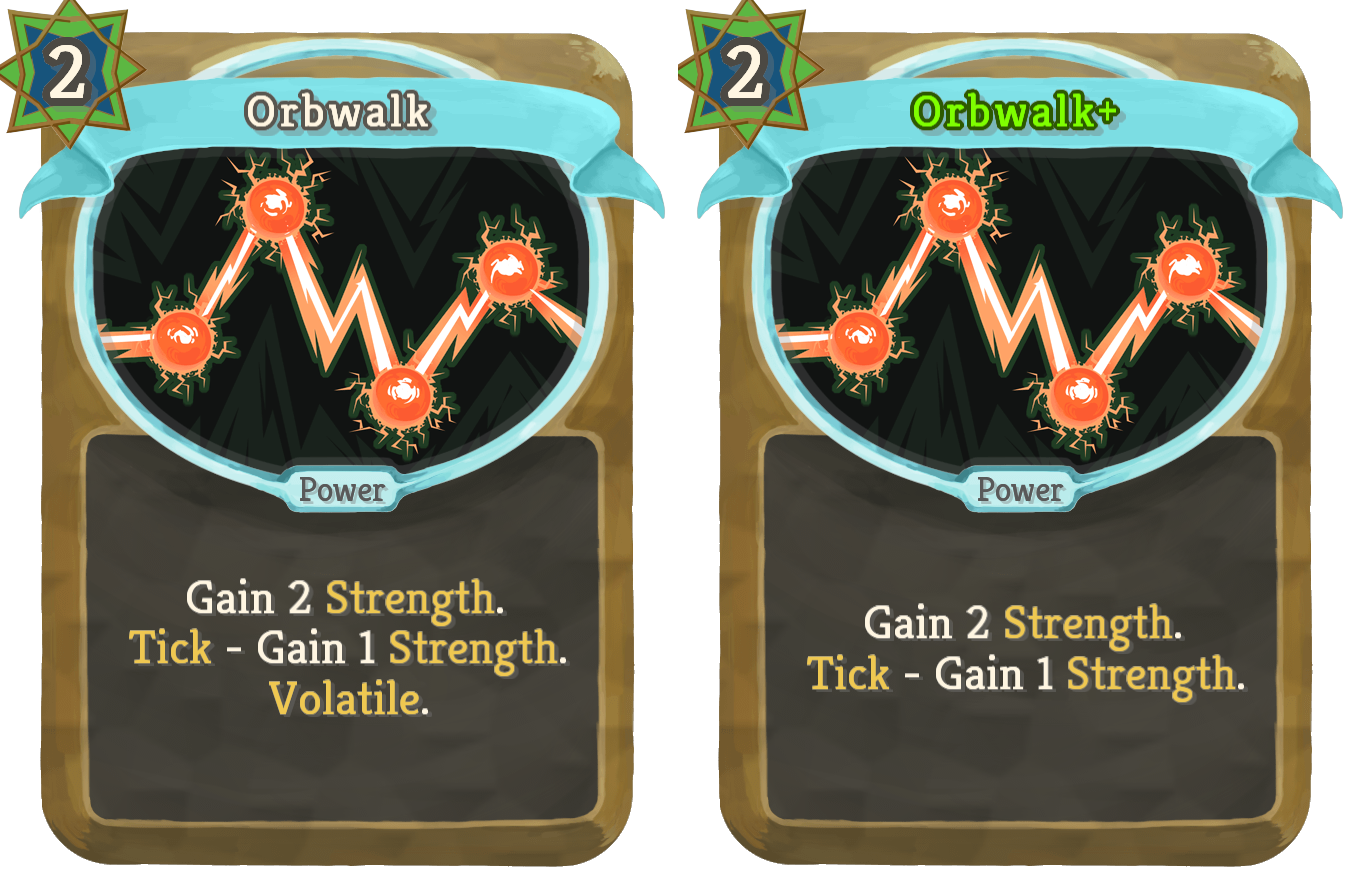 2
Orbwalk
Power
Gain 2 Strength.
Tick - Gain 1 Strength.
Volatile.
2
Orbwalk+
Power
Gain 2 Strength.
Tick - Gain 1 Strength.